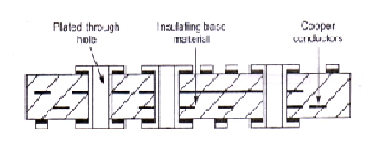 Plated through
hole
Insulating base
material
Copper
conductors